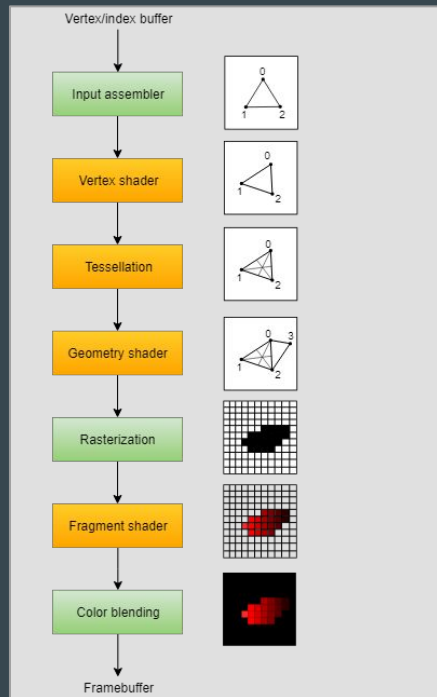 Vertex/index buffer
Input assembler
0
1
2
Vertex shader
0
1
2
Tessellation
0
1
2
Geometry shader
0
3
1
2
Rasterization
Fragment shader
Color blending
Framebuffer